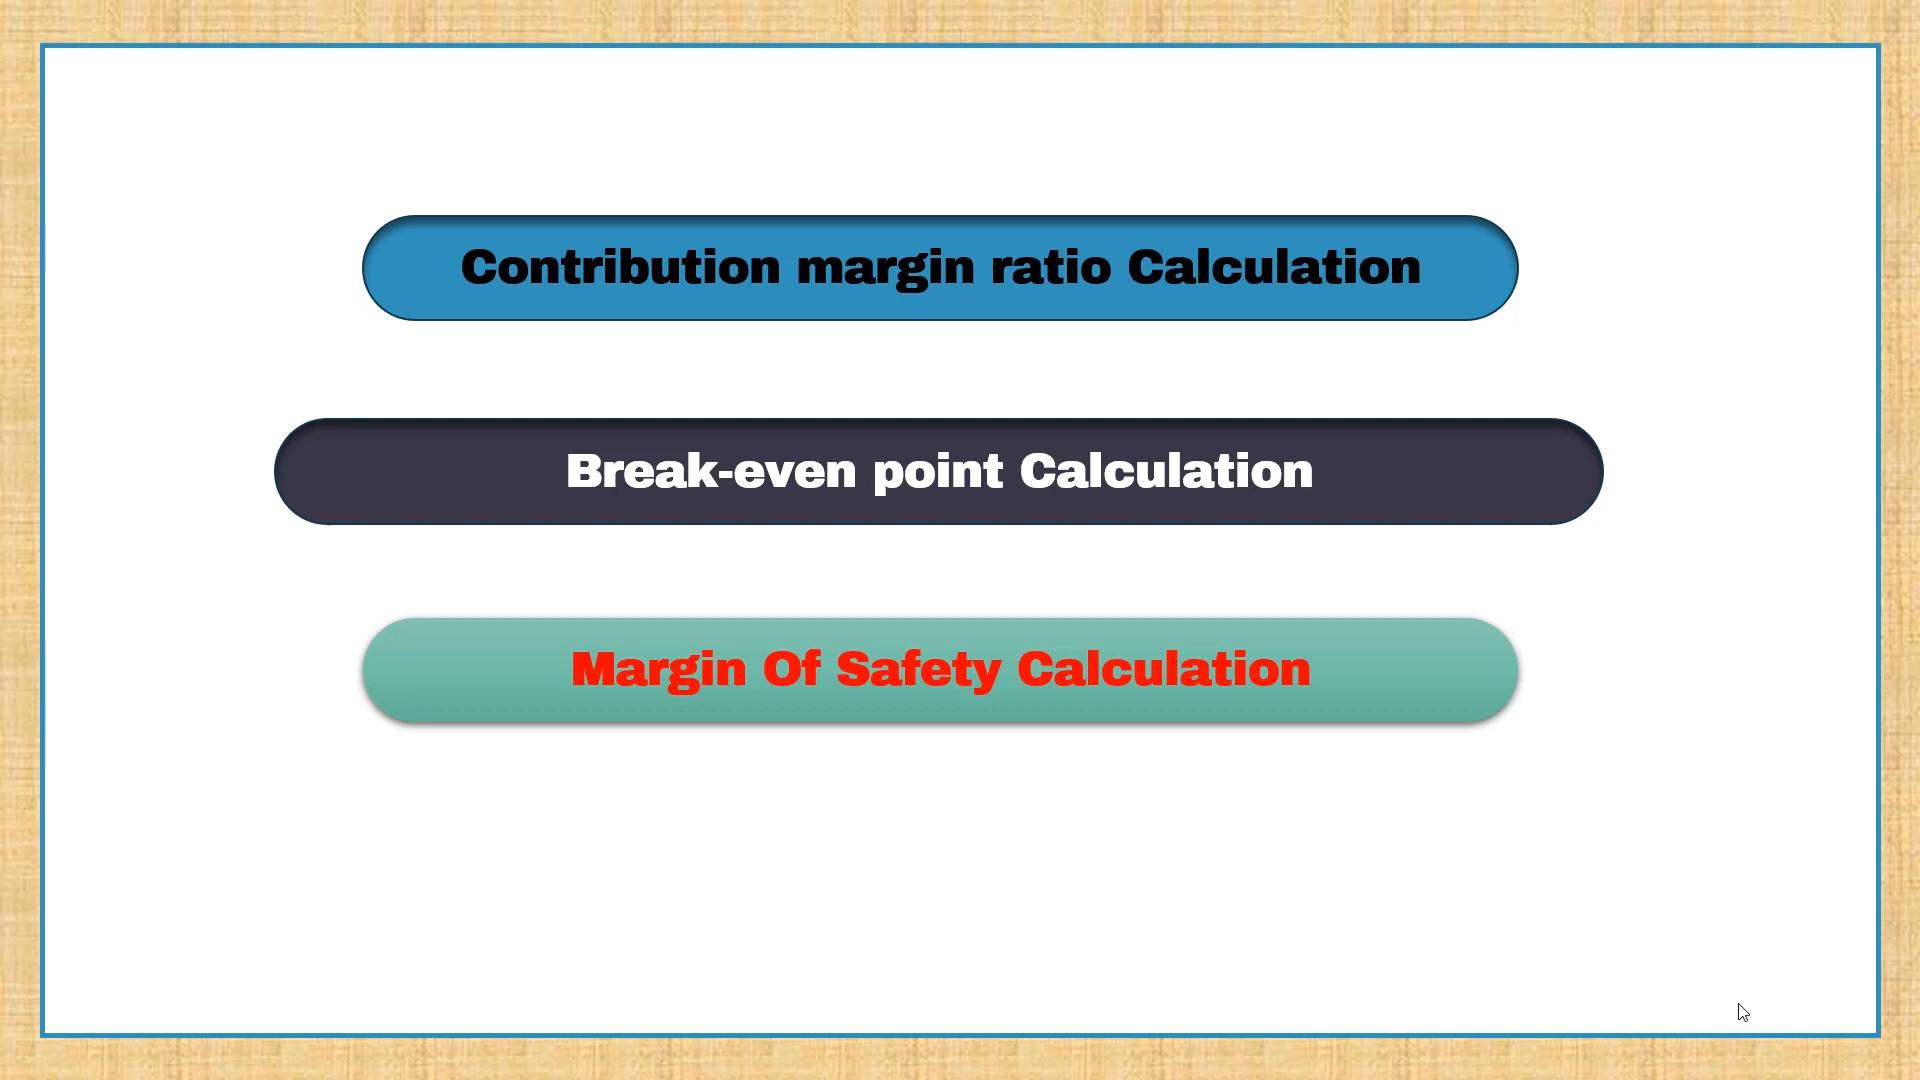 Contribution margin ratio Calculation
Break-even point Calculation
Margin Of Safety Calculation